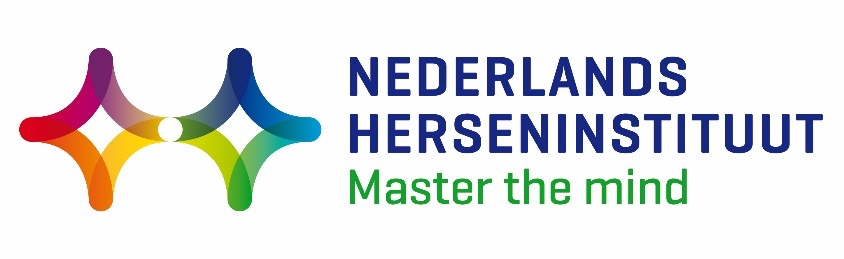 NEDERLANDS
HERSENINSTITUUT
Master the mind